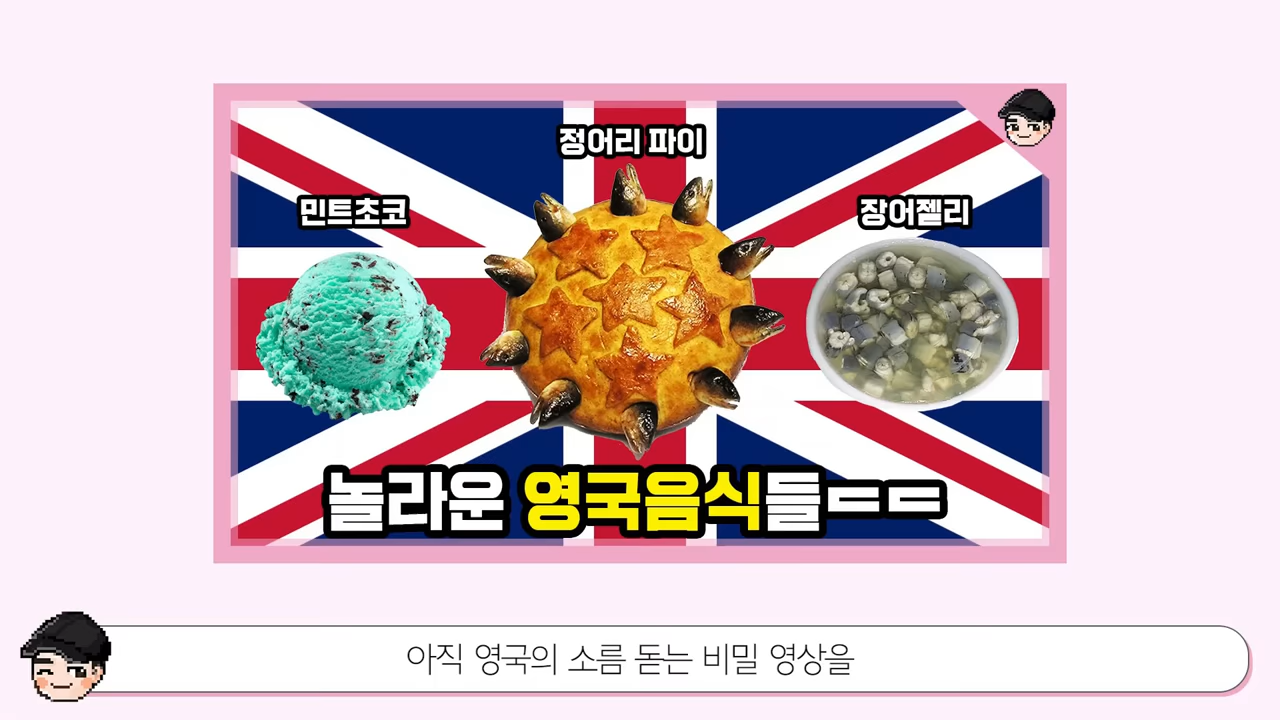 정어리 파이
민트초코
장어젤리
놀라운 영국음식들ㄷㄷ
아직 영국의 소름 돋는 비밀 영상을